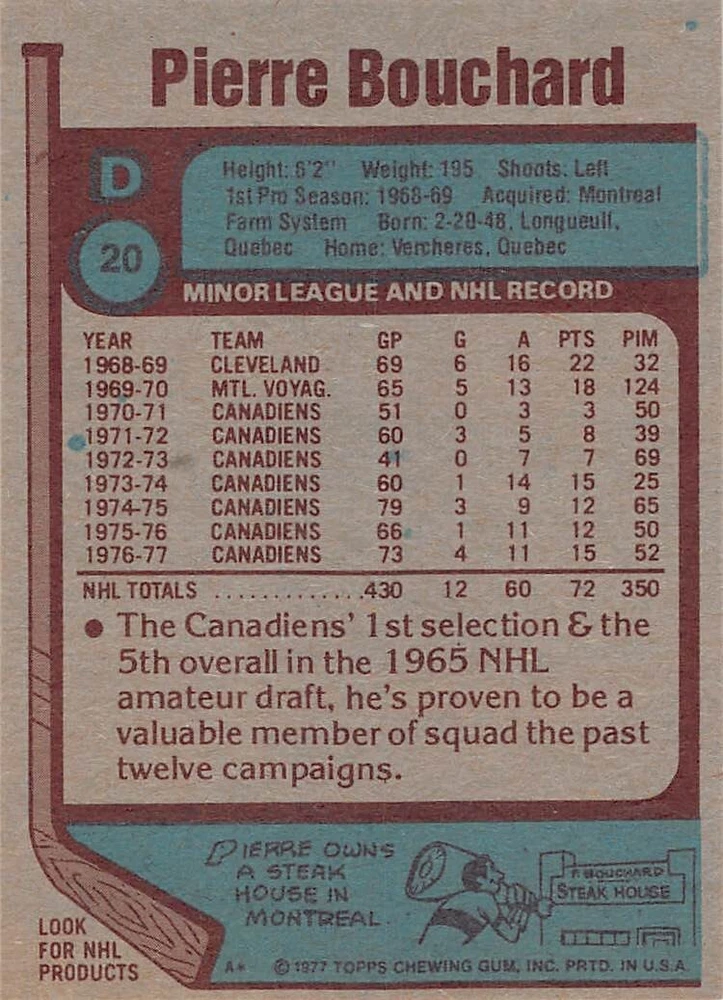 Pierre Bouchard
D
20
Height: 6'2" Weight: 195 Shoots: Left
1st Pro Season: 1968-69 Acquired: Montreal
Farm System Born: 2-20-48, Longueuil,
Quebec Home: Vercheres, Quebec
MINOR LEAGUE AND NHL RECORD
YEAR TEAM GP G A PTS PIM
1968-69 CLEVELAND 69 6 16 22 32
1969-70 MTL. VOYAG. 65 5 13 18 124
1970-71 CANADIENS 51 0 3 3 50
1971-72 CANADIENS 60 3 5 8 39
1972-73 CANADIENS 41 0 7 7 69
1973-74 CANADIENS 60 1 14 15 25
1974-75 CANADIENS 79 3 9 12 65
1975-76 CANADIENS 66 1 11 12 50
1976-77 CANADIENS 73 4 11 15 52
NHL TOTALS .............430 12 60 72 350
● The Canadiens' 1st selection & the
5th overall in the 1965 NHL
amateur draft, he's proven to be a
valuable member of squad the past
twelve campaigns.
PIERRE OWNS
A STEAK
HOUSE IN
MONTREAL.
P. BOUCHARD
STEAK HOUSE
LOOK
FOR NHL
PRODUCTS
A* © 1977 TOPPS CHEWING GUM, INC. PRTD. IN U.S.A.